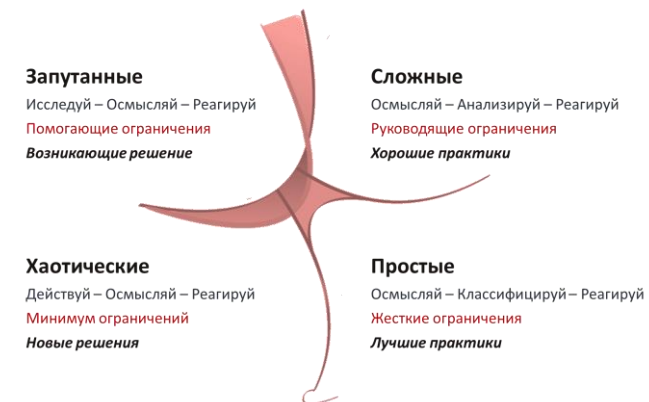 Запутанные
Исследуй – Осмысляй – Реагируй
Помогающие ограничения
Возникающие решение
Сложные
Осмысляй – Анализируй – Реагируй
Руководящие ограничения
Хорошие практики
Хаотические
Действуй – Осмысляй – Реагируй
Минимум ограничений
Новые решения
Простые
Осмысляй – Классифицируй – Реагируй
Жесткие ограничения
Лучшие практики